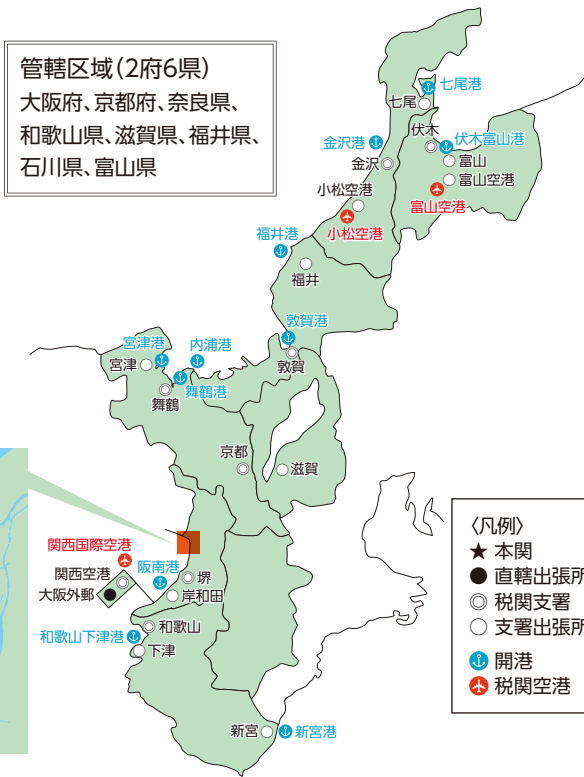 管轄区域(2府6県)
大阪府、京都府、奈良県、
和歌山県、滋賀県、福井県、
石川県、富山県
七尾港
七尾
伏木
伏木富山港
金沢港
金沢
富山
富山空港
富山空港
小松空港
小松空港
福井港
福井
敦賀港
敦賀
宮津港
内浦港
宮津
舞鶴港
舞鶴
京都
滋賀
関西国際空港
関西空港
大阪外郵
阪南港
堺
岸和田
和歌山下津港
和歌山
下津
新宮
新宮港
〈凡例〉
★ 本関
● 直轄出張所
◎ 税関支署
○ 支署出張所
開港
税関空港